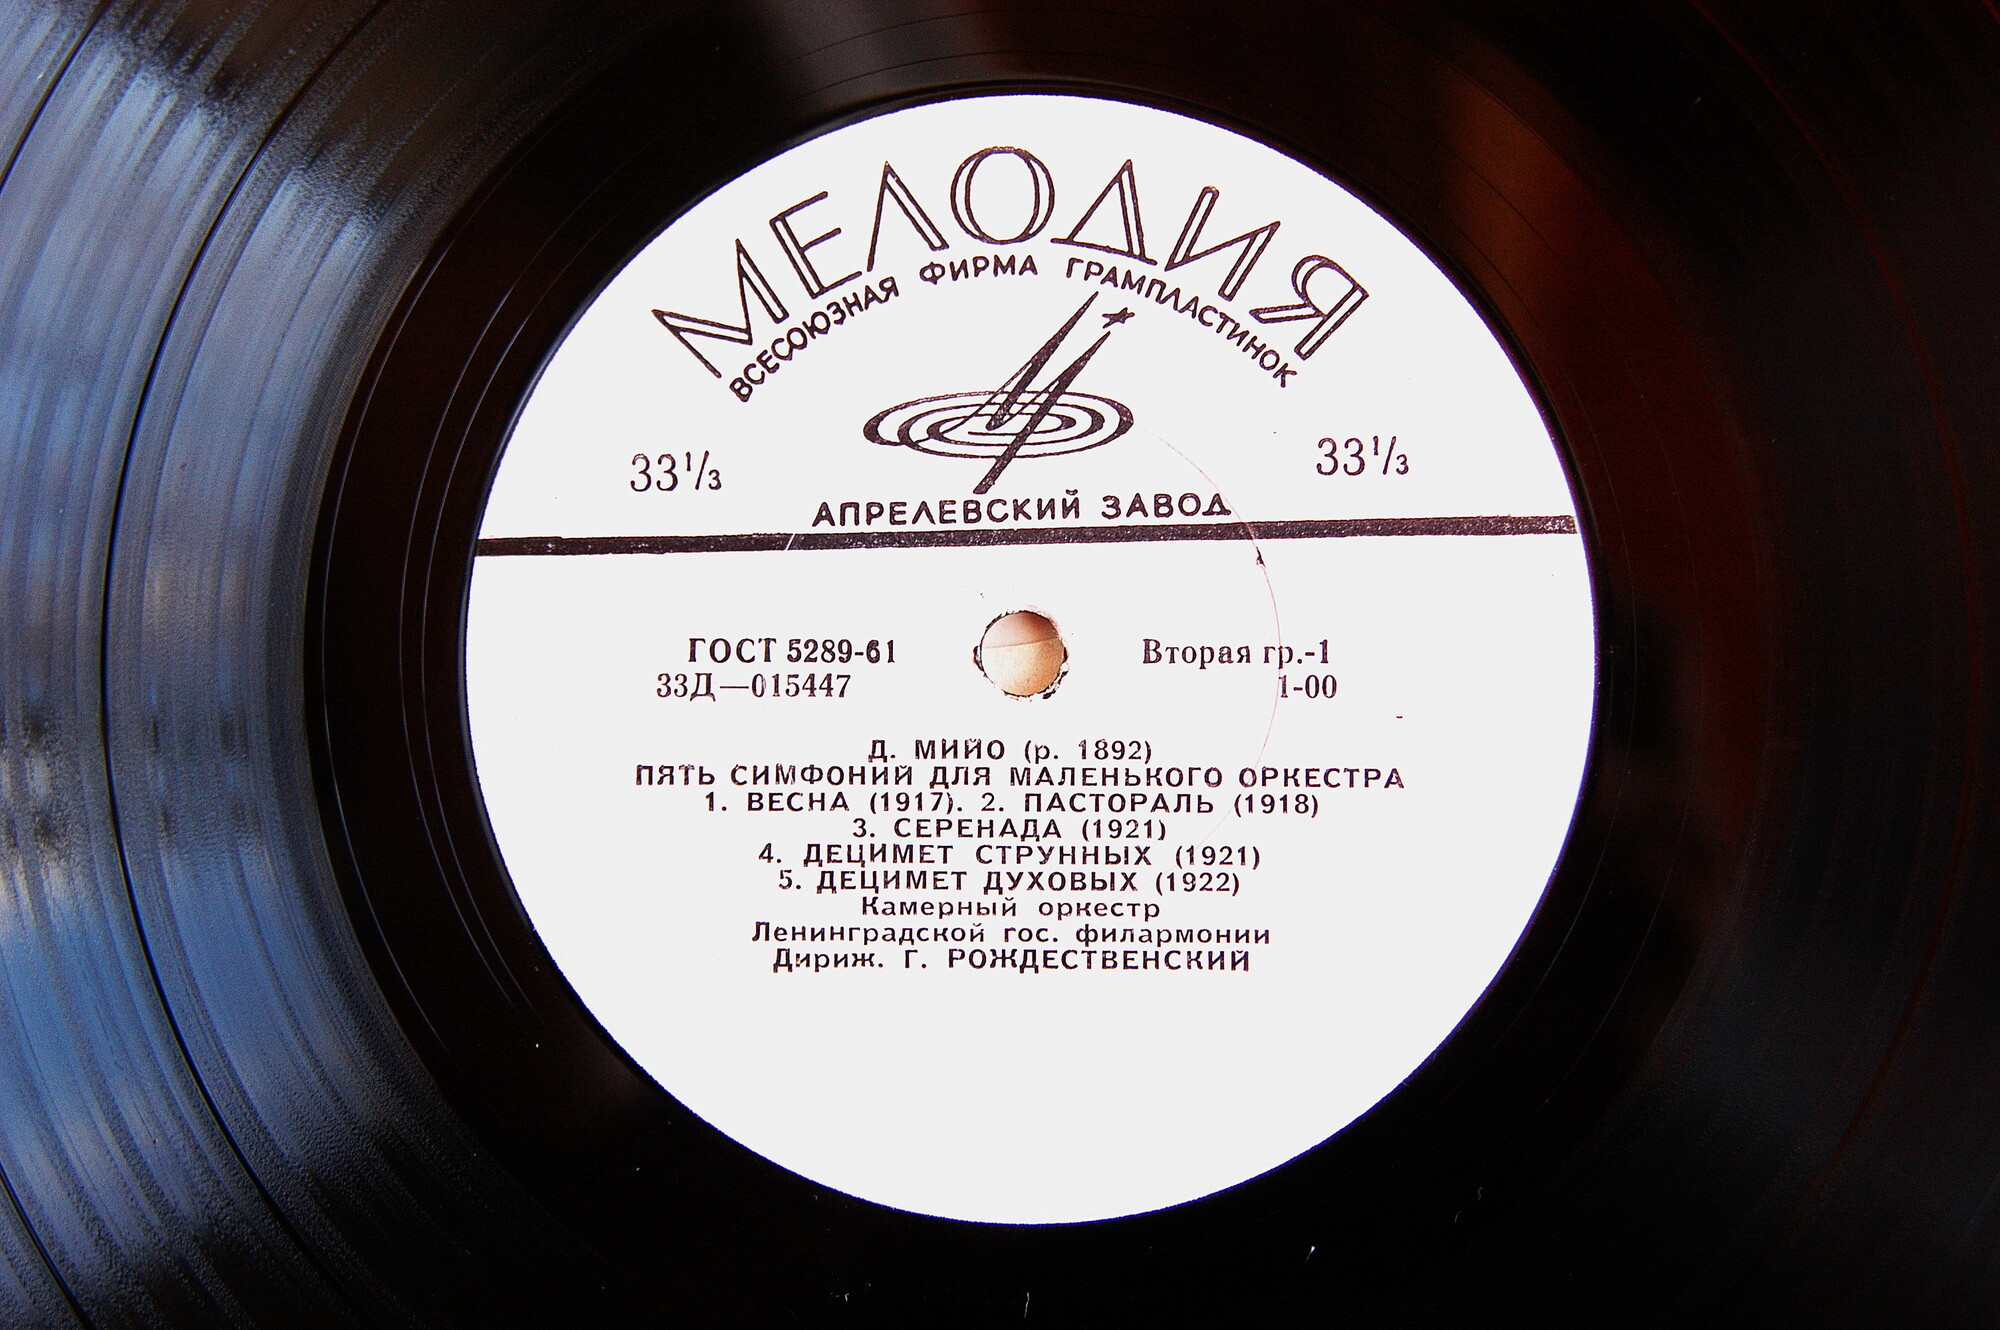 МЕЛОДИЯ
ВСЕСОЮЗНАЯ ФИРМА ГРАМПЛАСТИНОК
33⅓ 33⅓
АПРЕЛЕВСКИЙ ЗАВОД
ГОСТ 5289-61 Вторая гр.-1
33Д—015447 1-00
Д. МИЙО (р. 1892)
ПЯТЬ СИМФОНИЙ ДЛЯ МАЛЕНЬКОГО ОРКЕСТРА
1. ВЕСНА (1917). 2. ПАСТОРАЛЬ (1918)
3. СЕРЕНАДА (1921)
4. ДЕЦИМЕТ СТРУННЫХ (1921)
5. ДЕЦИМЕТ ДУХОВЫХ (1922)
Камерный оркестр
Ленинградской гос. филармонии
Дириж. Г. РОЖДЕСТВЕНСКИЙ